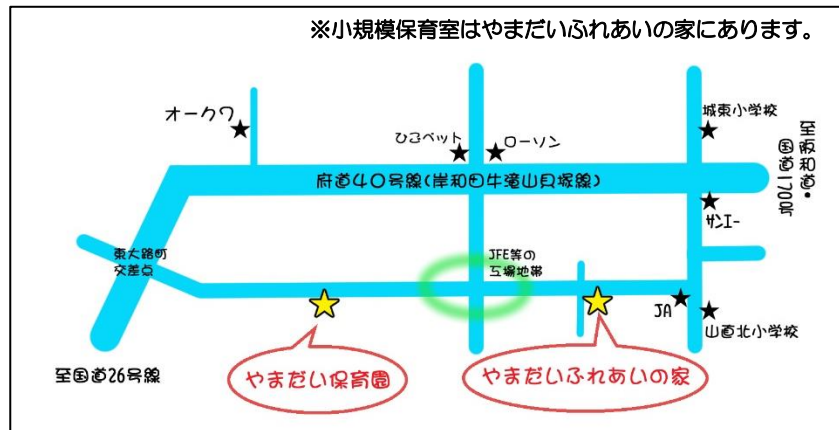 ※小規模保育室はやまだいふれあいの家にあります。
オークワ
ひごペット
ローソン
城東小学校
至阪和道・
国道170号
府道40号線(岸和田牛滝山貝塚線)
サンエー
東大路町
交差点
JFE等の
工場地帯
JA
山直北小学校
至国道26号線
やまだい保育園
やまだいふれあいの家